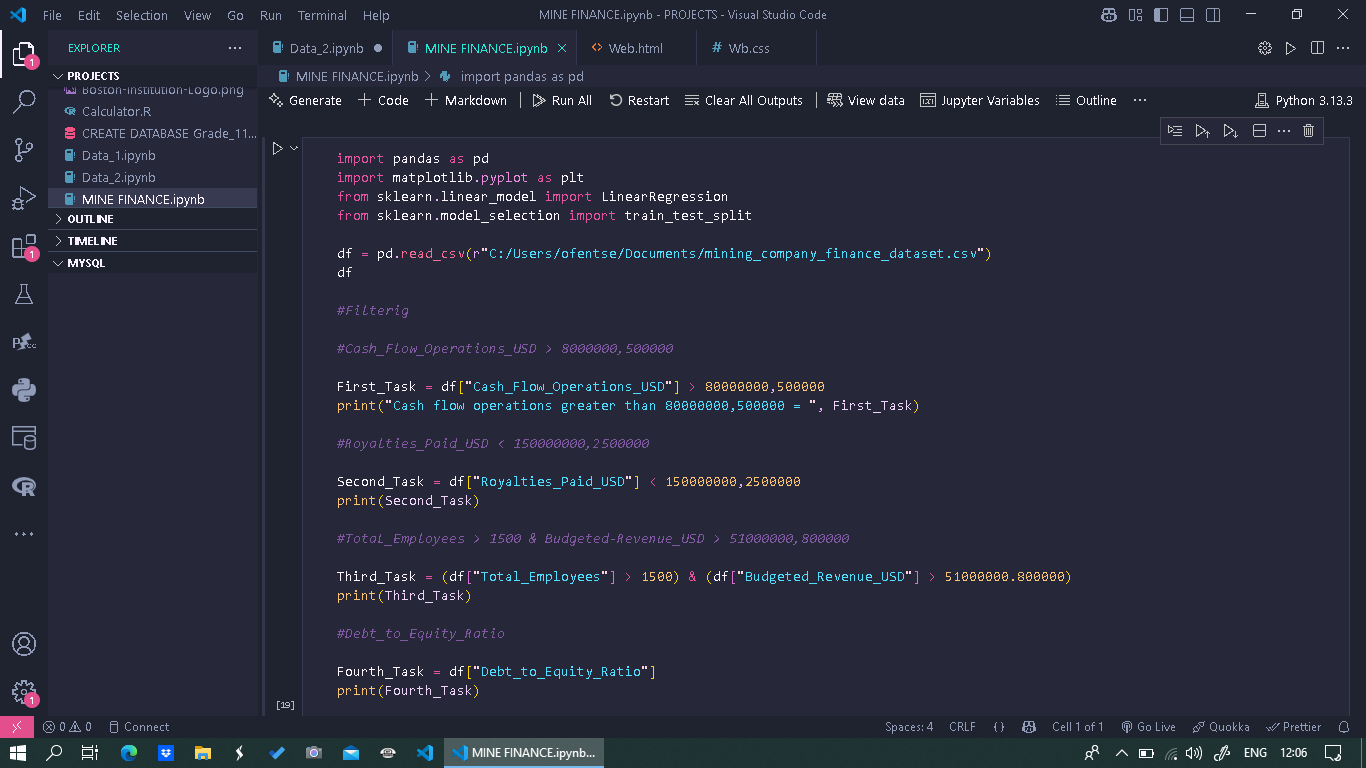 File Edit Selection View Go Run Terminal Help MINE FINANCE.ipynb - PROJECTS - Visual Studio Code
EXPLORER ...
Data_2.ipynb MINE FINANCE.ipynb Web.html # Wb.css
PROJECTS
MINE FINANCE.ipynb > import pandas as pd
Boston-Institution-Logo.png
Calculator.R
CREATE DATABASE Grade_11...
Data_1.ipynb
Data_2.ipynb
MINE FINANCE.ipynb
OUTLINE
TIMELINE
MYSQL
Generate + Code + Markdown Run All Restart Clear All Outputs View data Jupyter Variables Outline ... Python 3.13.3
import pandas as pd
import matplotlib.pyplot as plt
from sklearn.linear_model import LinearRegression
from sklearn.model_selection import train_test_split
df = pd.read_csv(r"C:/Users/ofentse/Documents/mining_company_finance_dataset.csv")
df
#Filterig
#Cash_Flow_Operations_USD > 8000000,500000
First_Task = df["Cash_Flow_Operations_USD"] > 80000000,500000
print("Cash flow operations greater than 80000000,500000 = ", First_Task)
#Royalties_Paid_USD < 150000000,2500000
Second_Task = df["Royalties_Paid_USD"] < 150000000,2500000
print(Second_Task)
#Total_Employees > 1500 & Budgeted-Revenue_USD > 51000000,800000
Third_Task = (df["Total_Employees"] > 1500) & (df["Budgeted_Revenue_USD"] > 51000000.800000)
print(Third_Task)
#Debt_to_Equity_Ratio
Fourth_Task = df["Debt_to_Equity_Ratio"]
print(Fourth_Task)
[19]
1
1
1
0 0 Connect Spaces: 4 CRLF {} Cell 1 of 1 Go Live Quokka Prettier
MINE FINANCE.ipynb... ENG 12:06